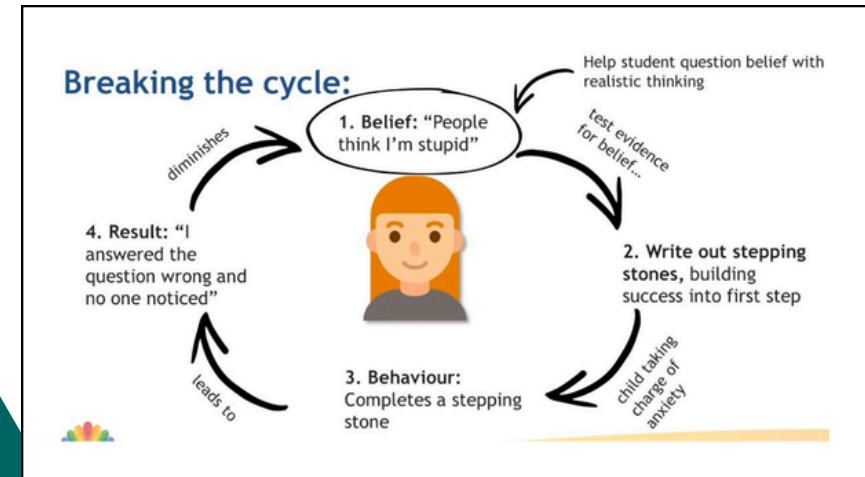 Breaking the cycle:
Help student question belief with
realistic thinking
1. Belief: “People
think I’m stupid”
test evidence
for belief…
2. Write out stepping
stones, building
success into first step
child taking
charge of
anxiety
3. Behaviour:
Completes a stepping
stone
leads to
4. Result: “I
answered the
question wrong and
no one noticed”
diminishes